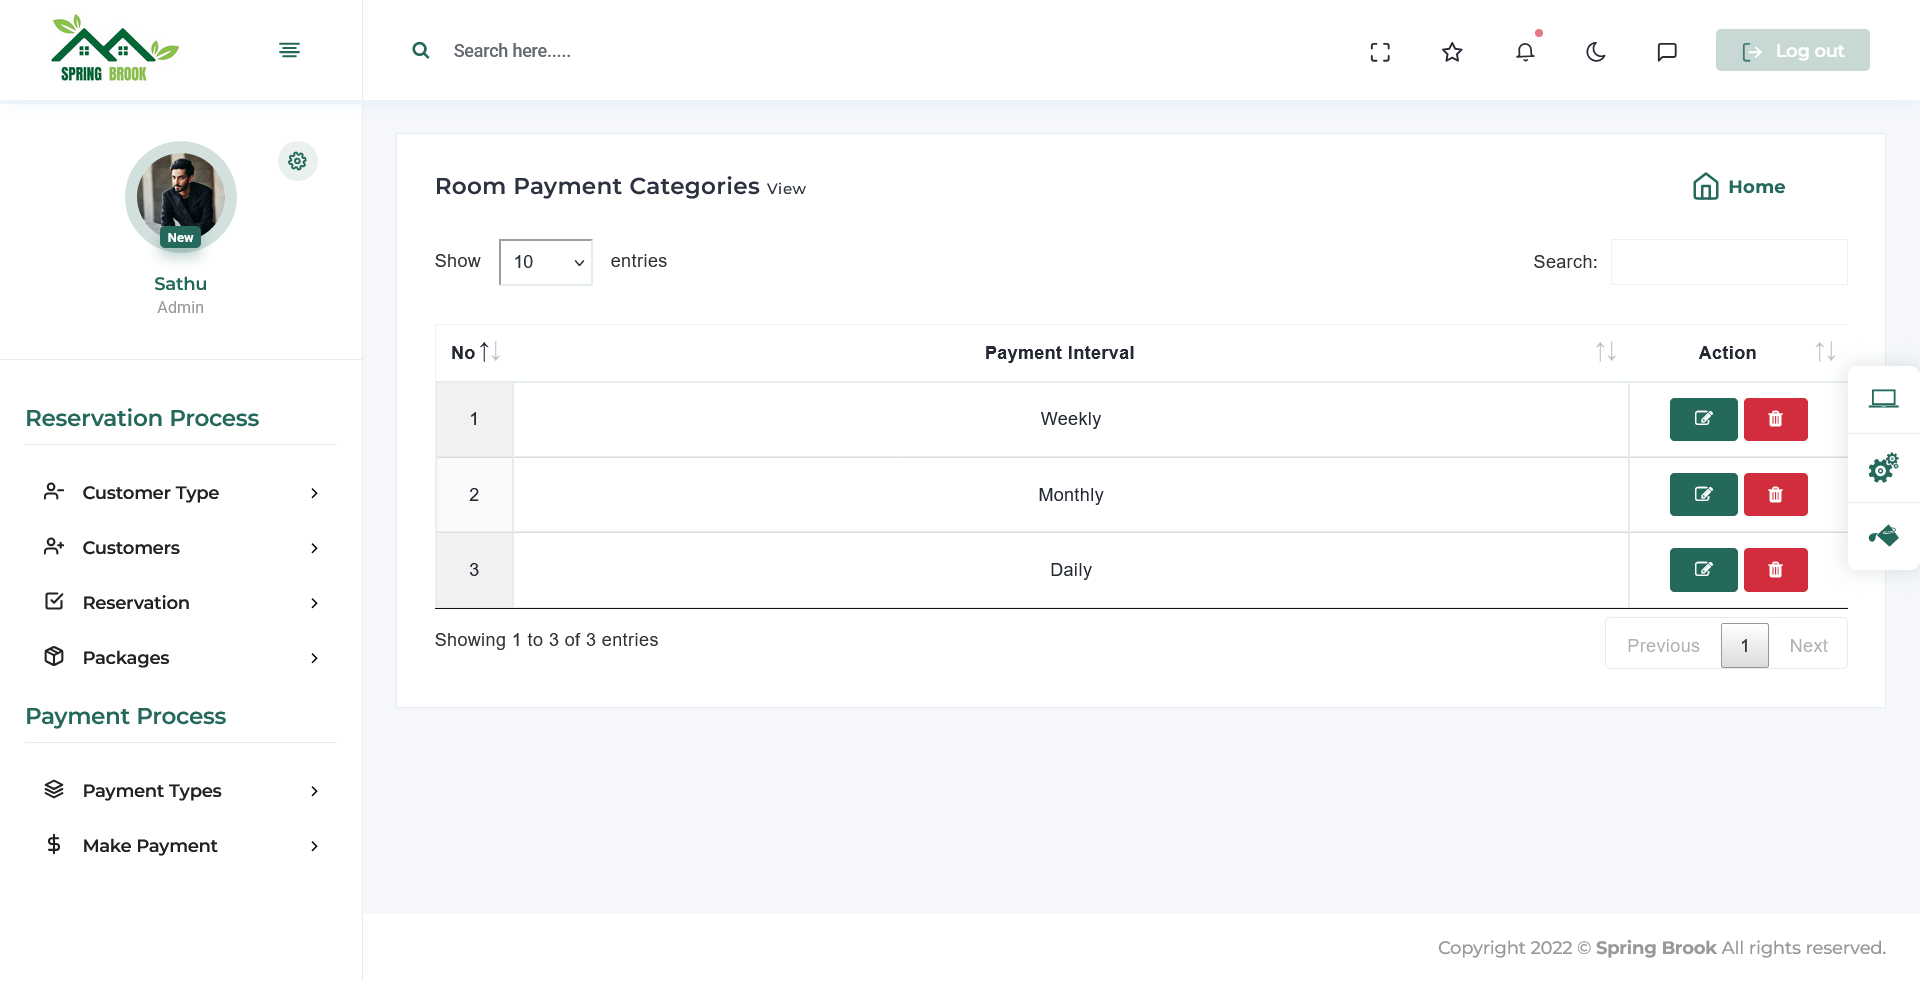 SPRING BROOK
Search here.....
Log out
New
Sathu
Admin
Reservation Process
Customer Type
Customers
Reservation
Packages
Payment Process
Payment Types
Make Payment
Room Payment Categories View
Home
Show 10 entries
Search:
No Payment Interval Action
1 Weekly
2 Monthly
3 Daily
Showing 1 to 3 of 3 entries
Previous 1 Next
Copyright 2022 © Spring Brook All rights reserved.